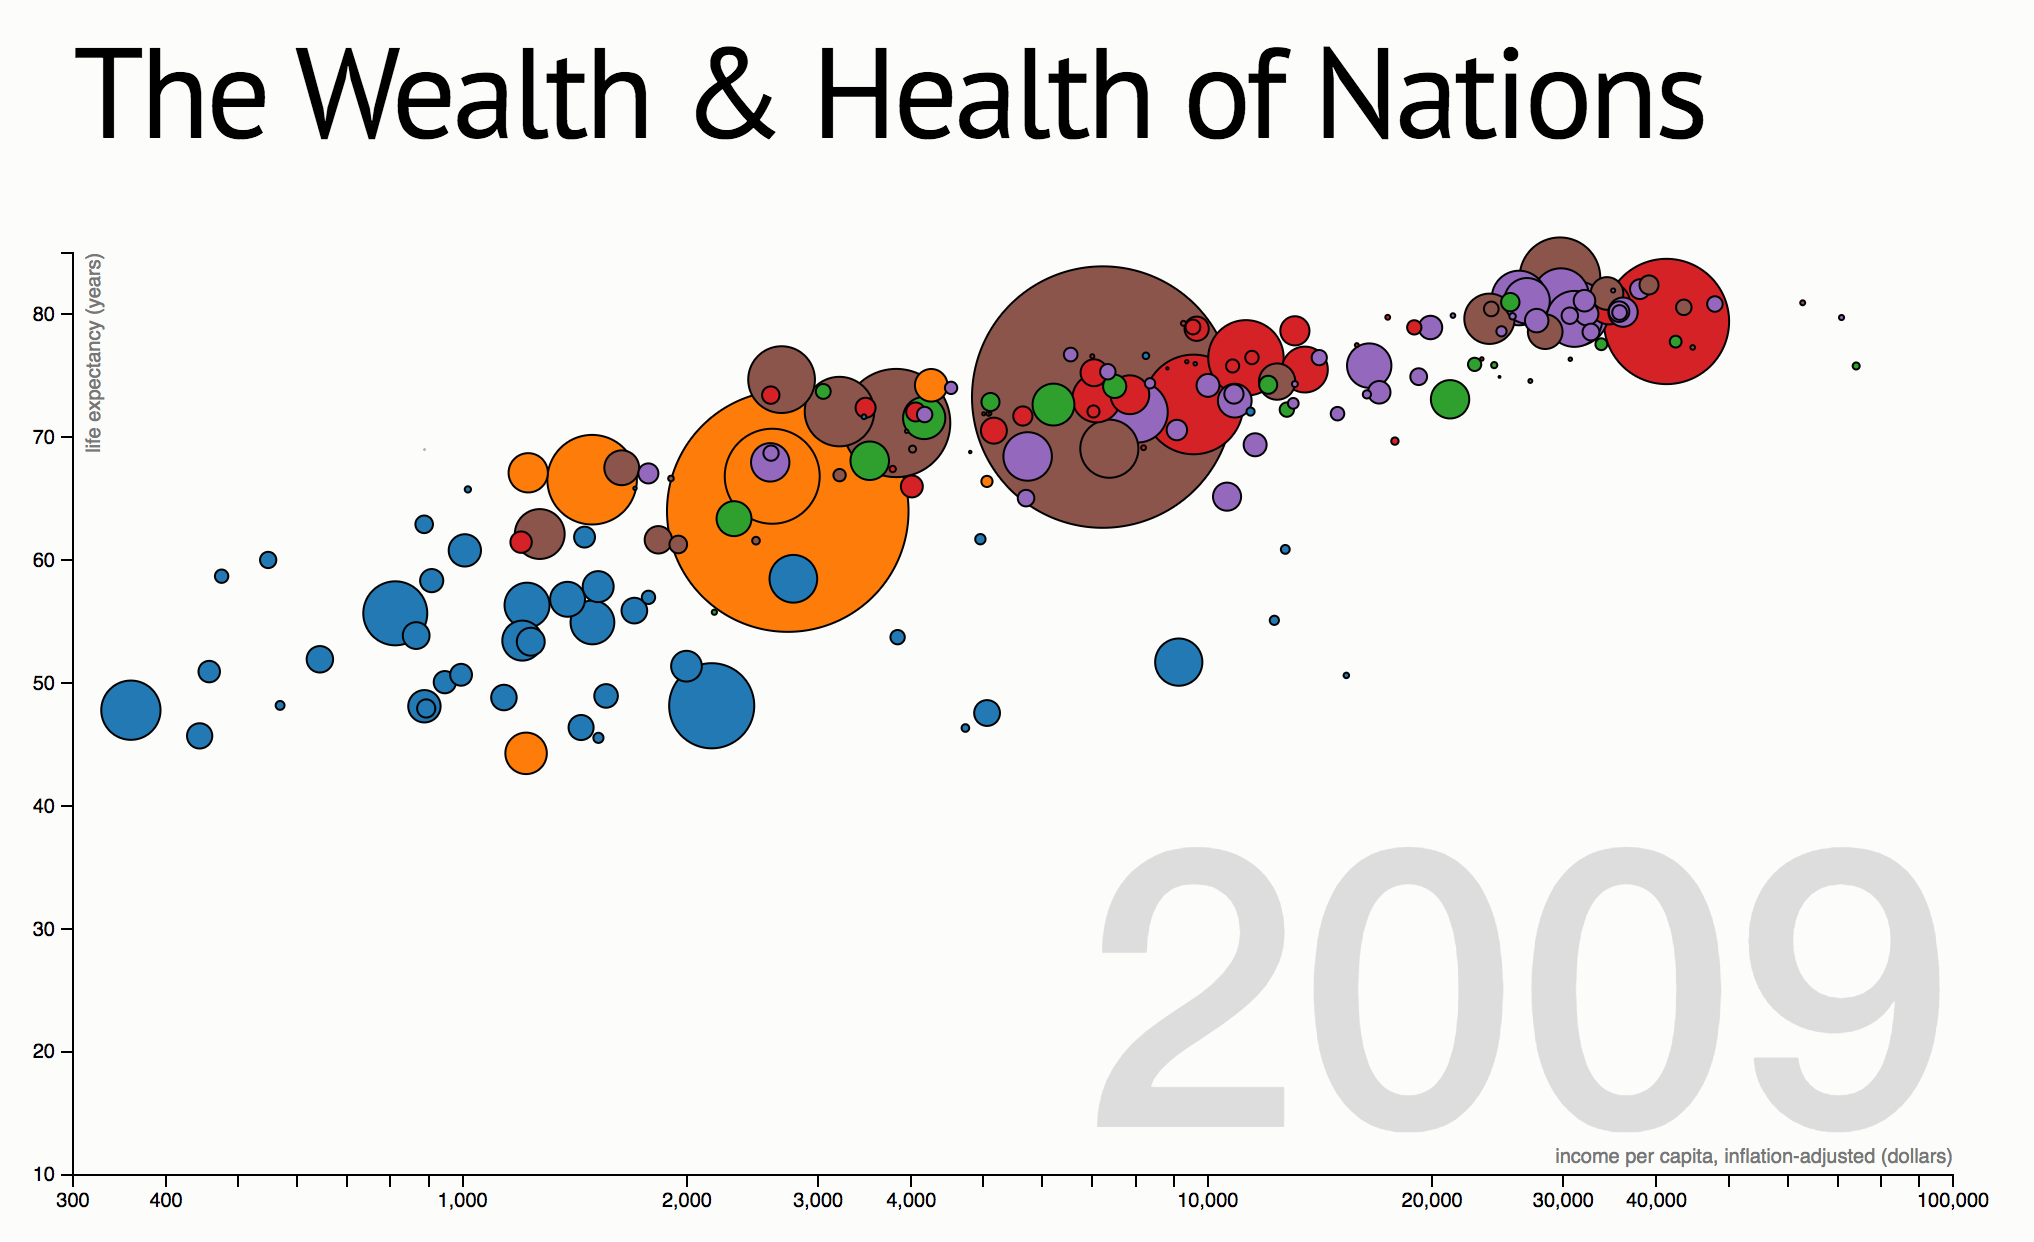 The Wealth & Health of Nations
life expectancy (years)
80
70
60
50
40
30
20
10
2009
income per capita, inflation-adjusted (dollars)
300 400 1,000 2,000 3,000 4,000 10,000 20,000 30,000 40,000 100,000